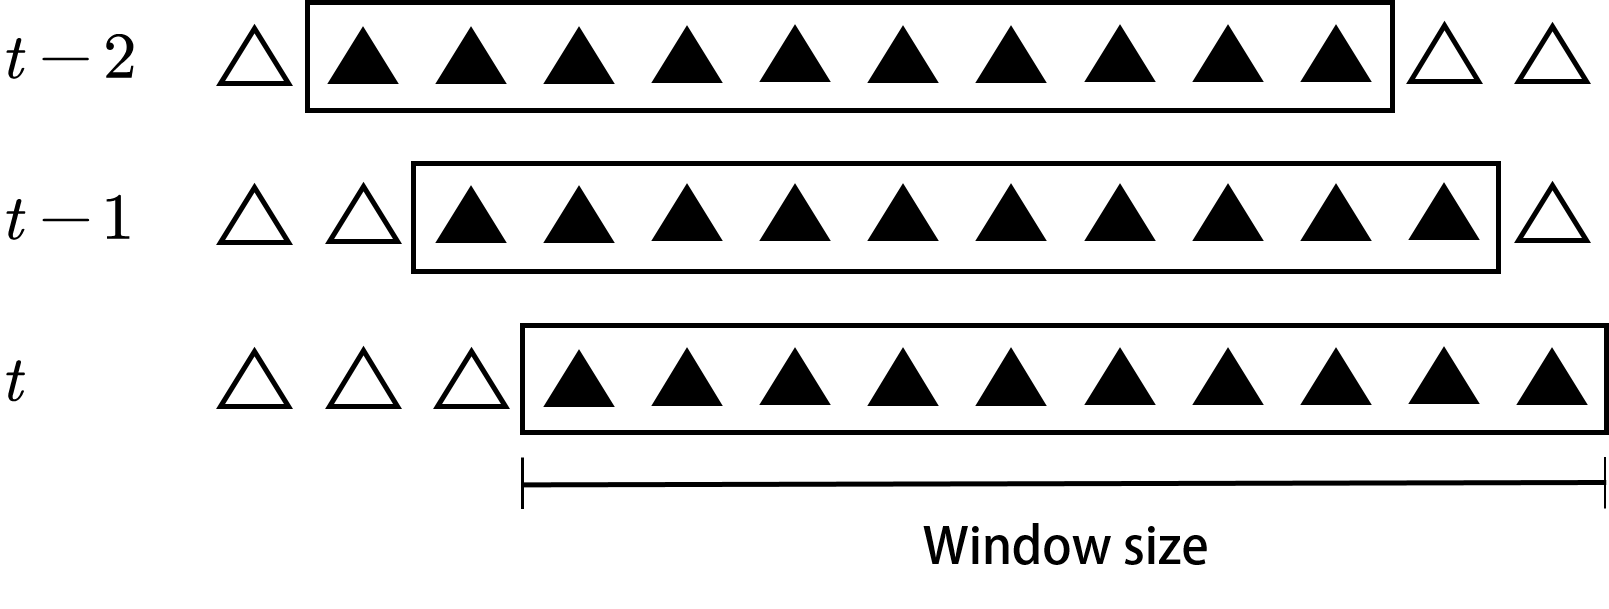 t − 2
t − 1
t
Window size